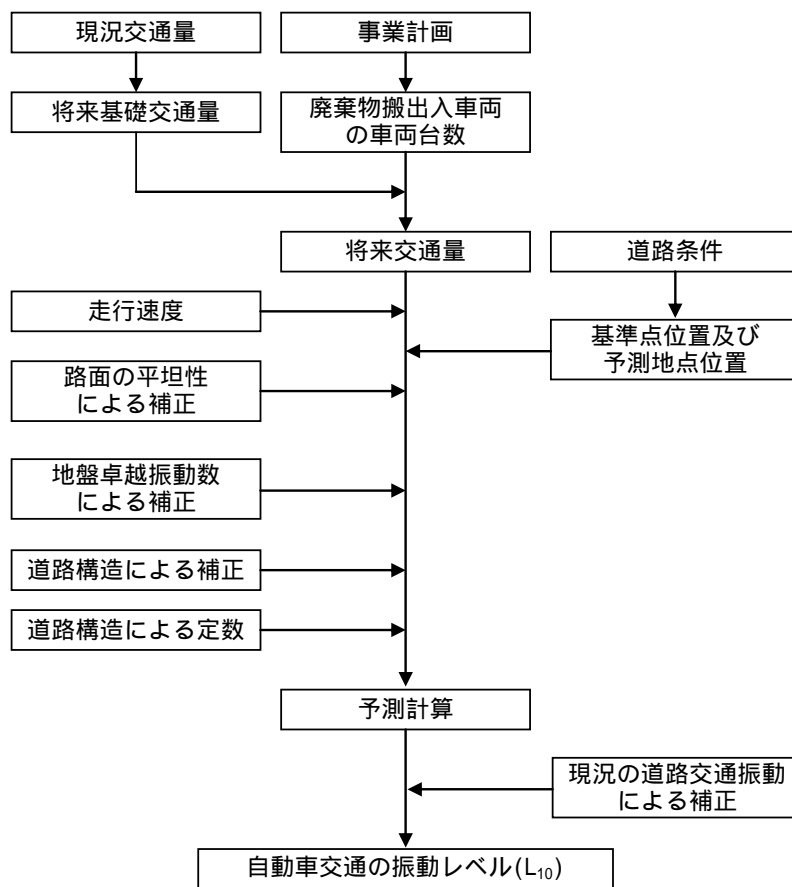 現況交通量
事業計画
将来基礎交通量
廃棄物搬出入車両
の車両台数
将来交通量
道路条件
走行速度
基準点位置及び
予測地点位置
路面の平坦性
による補正
地盤卓越振動数
による補正
道路構造による補正
道路構造による定数
予測計算
現況の道路交通振動
による補正
自動車交通の振動レベル(L₁₀)